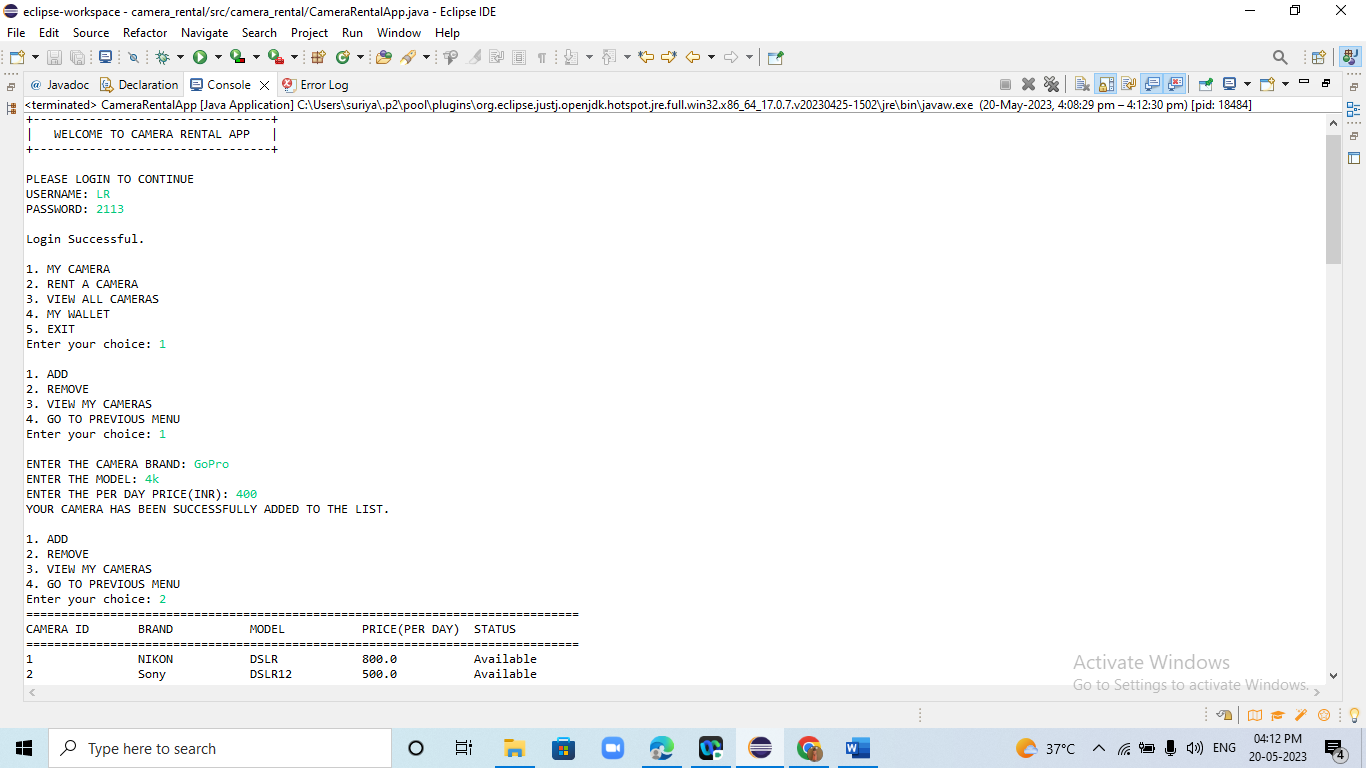 eclipse-workspace - camera_rental/src/camera_rental/CameraRentalApp.java - Eclipse IDE
File Edit Source Refactor Navigate Search Project Run Window Help
@ Javadoc Declaration Console Error Log
<terminated> CameraRentalApp [Java Application] C:\Users\suriya\.p2\pool\plugins\org.eclipse.justj.openjdk.hotspot.jre.full.win32.x86_64_17.0.7.v20230425-1502\jre\bin\javaw.exe (20-May-2023, 4:08:29 pm – 4:12:30 pm) [pid: 18484]
+----------------------------------+
| WELCOME TO CAMERA RENTAL APP |
+----------------------------------+
PLEASE LOGIN TO CONTINUE
USERNAME: LR
PASSWORD: 2113
Login Successful.
1. MY CAMERA
2. RENT A CAMERA
3. VIEW ALL CAMERAS
4. MY WALLET
5. EXIT
Enter your choice: 1
1. ADD
2. REMOVE
3. VIEW MY CAMERAS
4. GO TO PREVIOUS MENU
Enter your choice: 1
ENTER THE CAMERA BRAND: GoPro
ENTER THE MODEL: 4k
ENTER THE PER DAY PRICE(INR): 400
YOUR CAMERA HAS BEEN SUCCESSFULLY ADDED TO THE LIST.
1. ADD
2. REMOVE
3. VIEW MY CAMERAS
4. GO TO PREVIOUS MENU
Enter your choice: 2
===============================================================================
CAMERA ID BRAND MODEL PRICE(PER DAY) STATUS
===============================================================================
1 NIKON DSLR 800.0 Available
2 Sony DSLR12 500.0 Available
Activate Windows
Go to Settings to activate Windows.
Type here to search
37°C
ENG
04:12 PM
20-05-2023
4